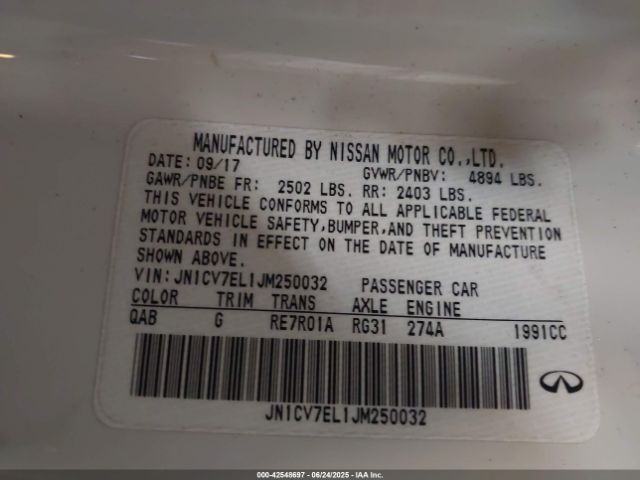 MANUFACTURED BY NISSAN MOTOR CO.,LTD.
DATE: 09/17 GVWR/PNBV: 4894 LBS.
GAWR/PNBE FR: 2502 LBS. RR: 2403 LBS.
THIS VEHICLE CONFORMS TO ALL APPLICABLE FEDERAL
MOTOR VEHICLE SAFETY,BUMPER,AND THEFT PREVENTION
STANDARDS IN EFFECT ON THE DATE OF MANUFACTURE
SHOWN ABOVE.
VIN: JN1CV7EL1JM250032 PASSENGER CAR
COLOR TRIM TRANS AXLE ENGINE
QAB G RE7R01A RG31 274A 1991CC
JN1CV7EL1JM250032
000-42548697 - 06/24/2025 - IAA Inc.